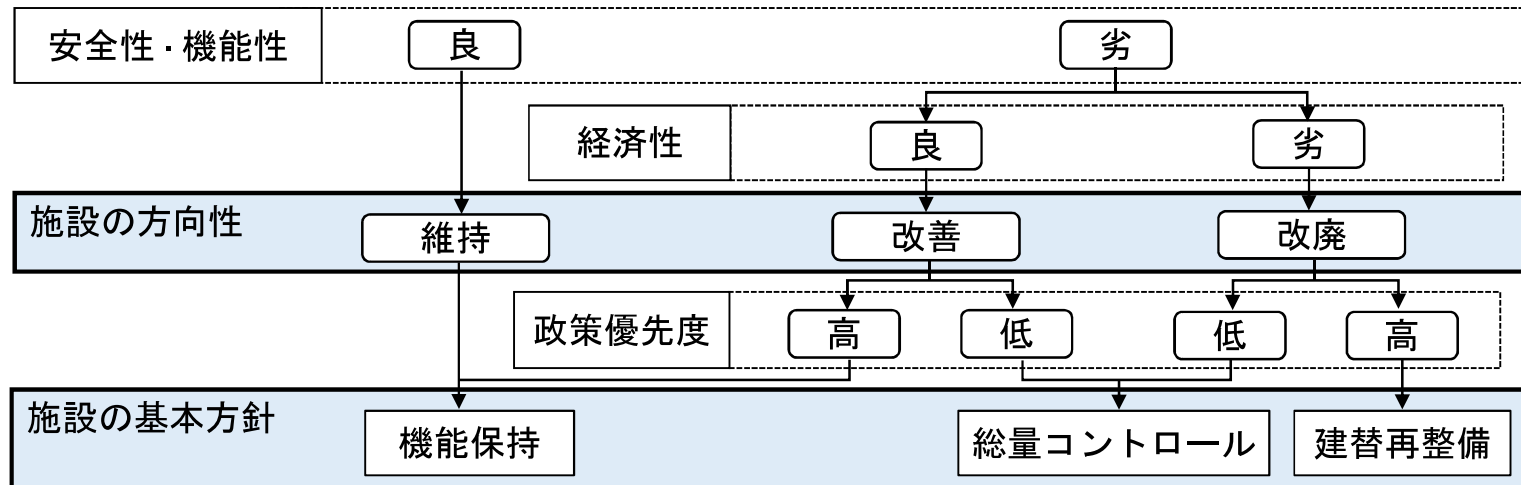 安全性・機能性
良
劣
経済性
良
劣
施設の方向性
維持
改善
改廃
政策優先度
高
低
低
高
施設の基本方針
機能保持
総量コントロール
建替再整備